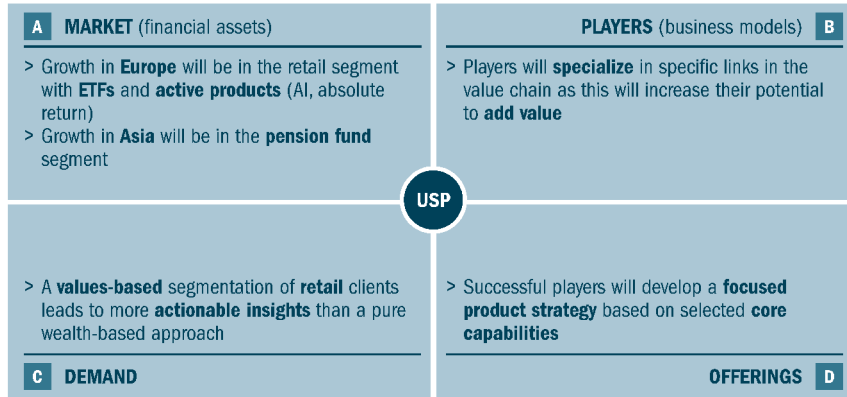 A MARKET (financial assets)
> Growth in Europe will be in the retail segment
with ETFs and active products (AI, absolute
return)
> Growth in Asia will be in the pension fund
segment
PLAYERS (business models) B
> Players will specialize in specific links in the
value chain as this will increase their potential
to add value
USP
> A values-based segmentation of retail clients
leads to more actionable insights than a pure
wealth-based approach
C DEMAND
> Successful players will develop a focused
product strategy based on selected core
capabilities
OFFERINGS D